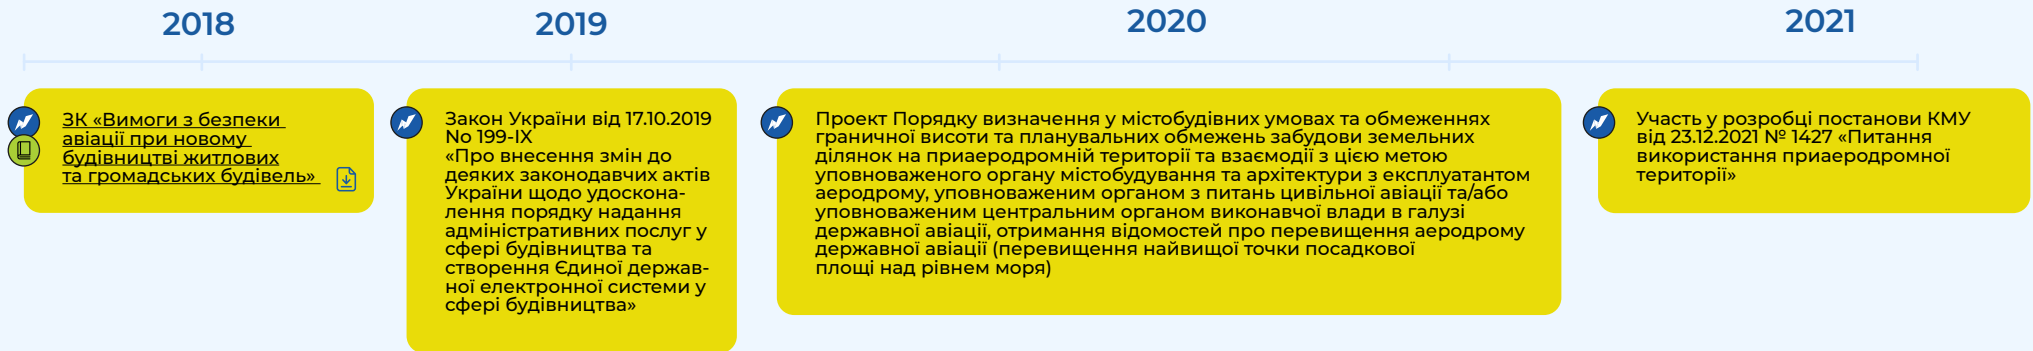 2018
2019
2020
2021
ЗК «Вимоги з безпеки
авіації при новому
будівництві житлових
та громадських будівель»
Закон України від 17.10.2019
No 199-IX
«Про внесення змін до
деяких законодавчих актів
України щодо удоскона-
лення порядку надання
адміністративних послуг у
сфері будівництва та
створення Єдиної держав-
ної електронної системи у
сфері будівництва»
Проект Порядку визначення у містобудівних умовах та обмеженнях
граничної висоти та планувальних обмежень забудови земельних
ділянок на приаеродромній території та взаємодії з цією метою
уповноваженого органу містобудування та архітектури з експлуатантом
аеродрому, уповноваженим органом з питань цивільної авіації та/або
уповноваженим центральним органом виконавчої влади в галузі
державної авіації, отримання відомостей про перевищення аеродрому
державної авіації (перевищення найвищої точки посадкової
площі над рівнем моря)
Участь у розробці постанови КМУ
від 23.12.2021 № 1427 «Питання
використання приаеродромної
території»